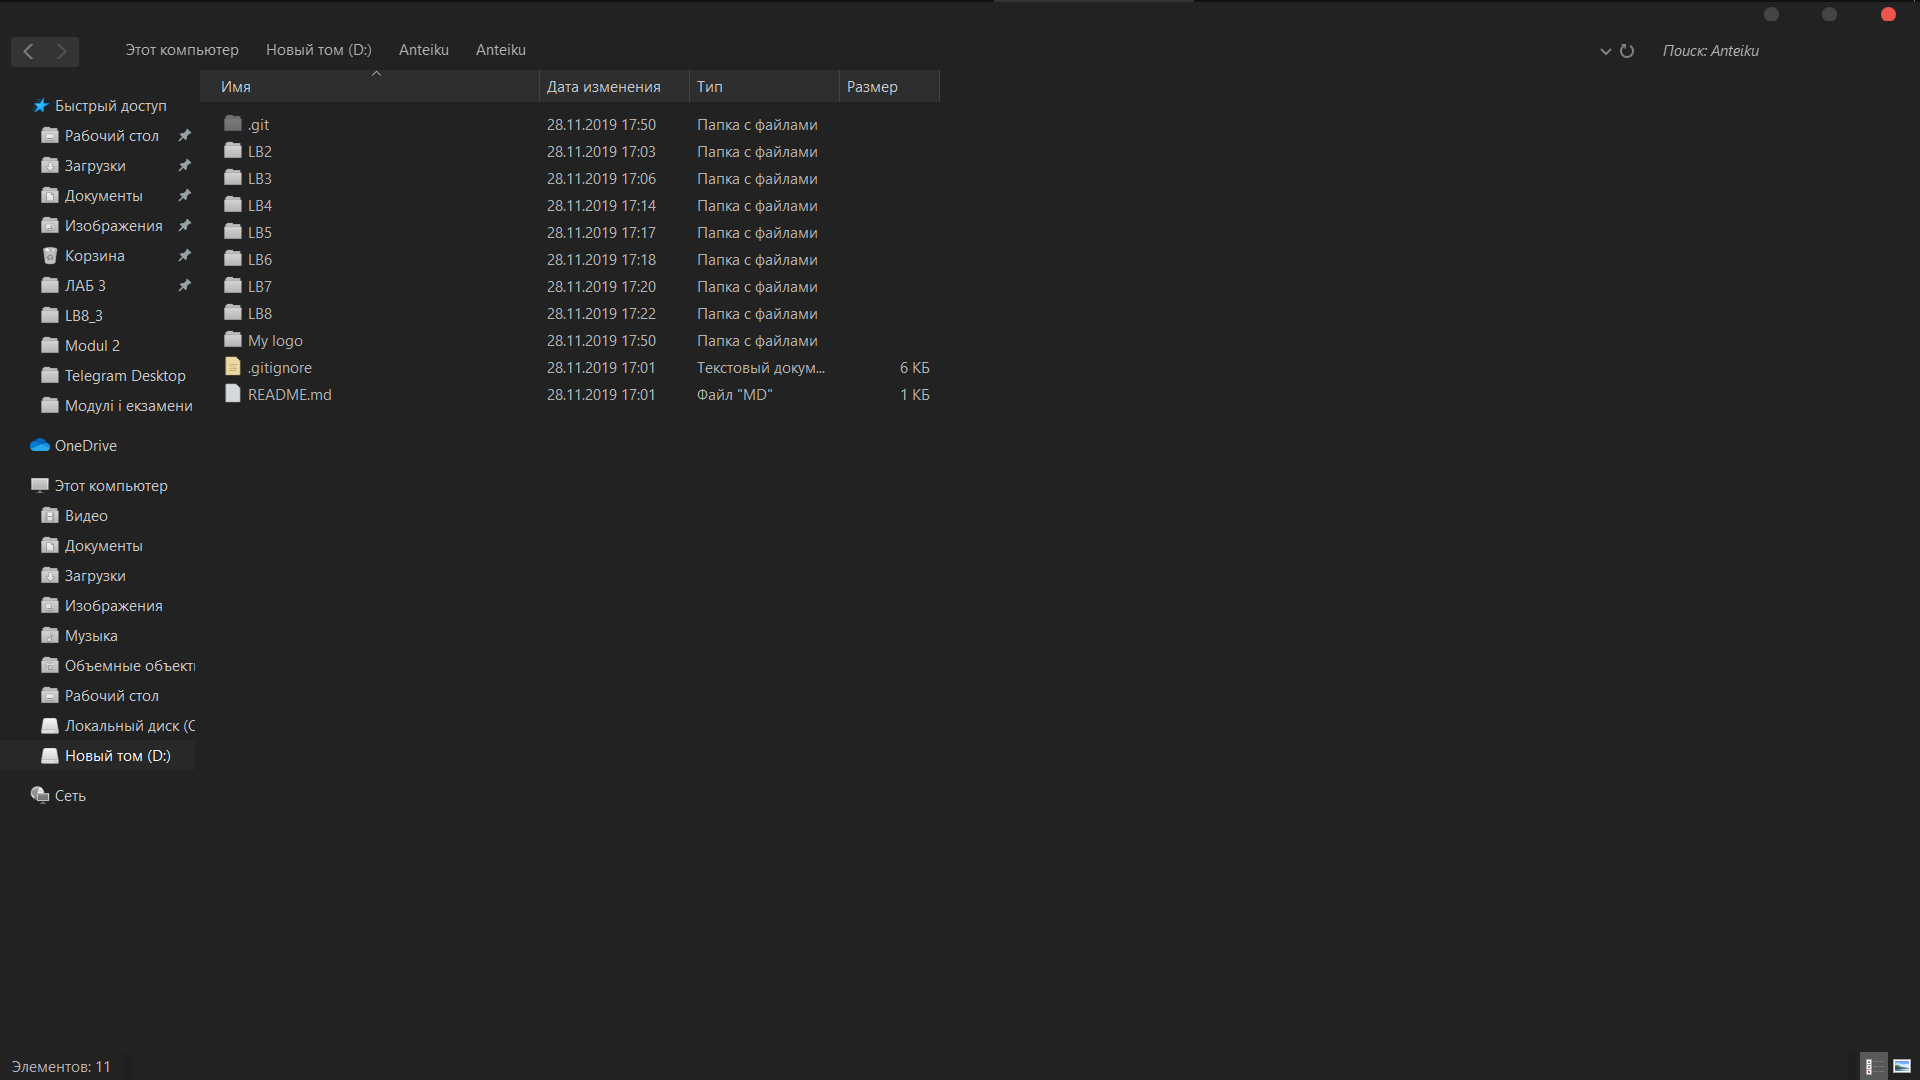 Этот компьютер Новый том (D:) Anteiku Anteiku Поиск: Anteiku
Имя Дата изменения Тип Размер
Быстрый доступ
Рабочий стол
Загрузки
Документы
Изображения
Корзина
ЛАБ 3
LB8_3
Modul 2
Telegram Desktop
Модулі і екзамени
OneDrive
Этот компьютер
Видео
Документы
Загрузки
Изображения
Музыка
Объемные объекты
Рабочий стол
Локальный диск (C
Новый том (D:)
Сеть
.git 28.11.2019 17:50 Папка с файлами
LB2 28.11.2019 17:03 Папка с файлами
LB3 28.11.2019 17:06 Папка с файлами
LB4 28.11.2019 17:14 Папка с файлами
LB5 28.11.2019 17:17 Папка с файлами
LB6 28.11.2019 17:18 Папка с файлами
LB7 28.11.2019 17:20 Папка с файлами
LB8 28.11.2019 17:22 Папка с файлами
My logo 28.11.2019 17:50 Папка с файлами
.gitignore 28.11.2019 17:01 Текстовый докум... 6 КБ
README.md 28.11.2019 17:01 Файл "MD" 1 КБ
Элементов: 11